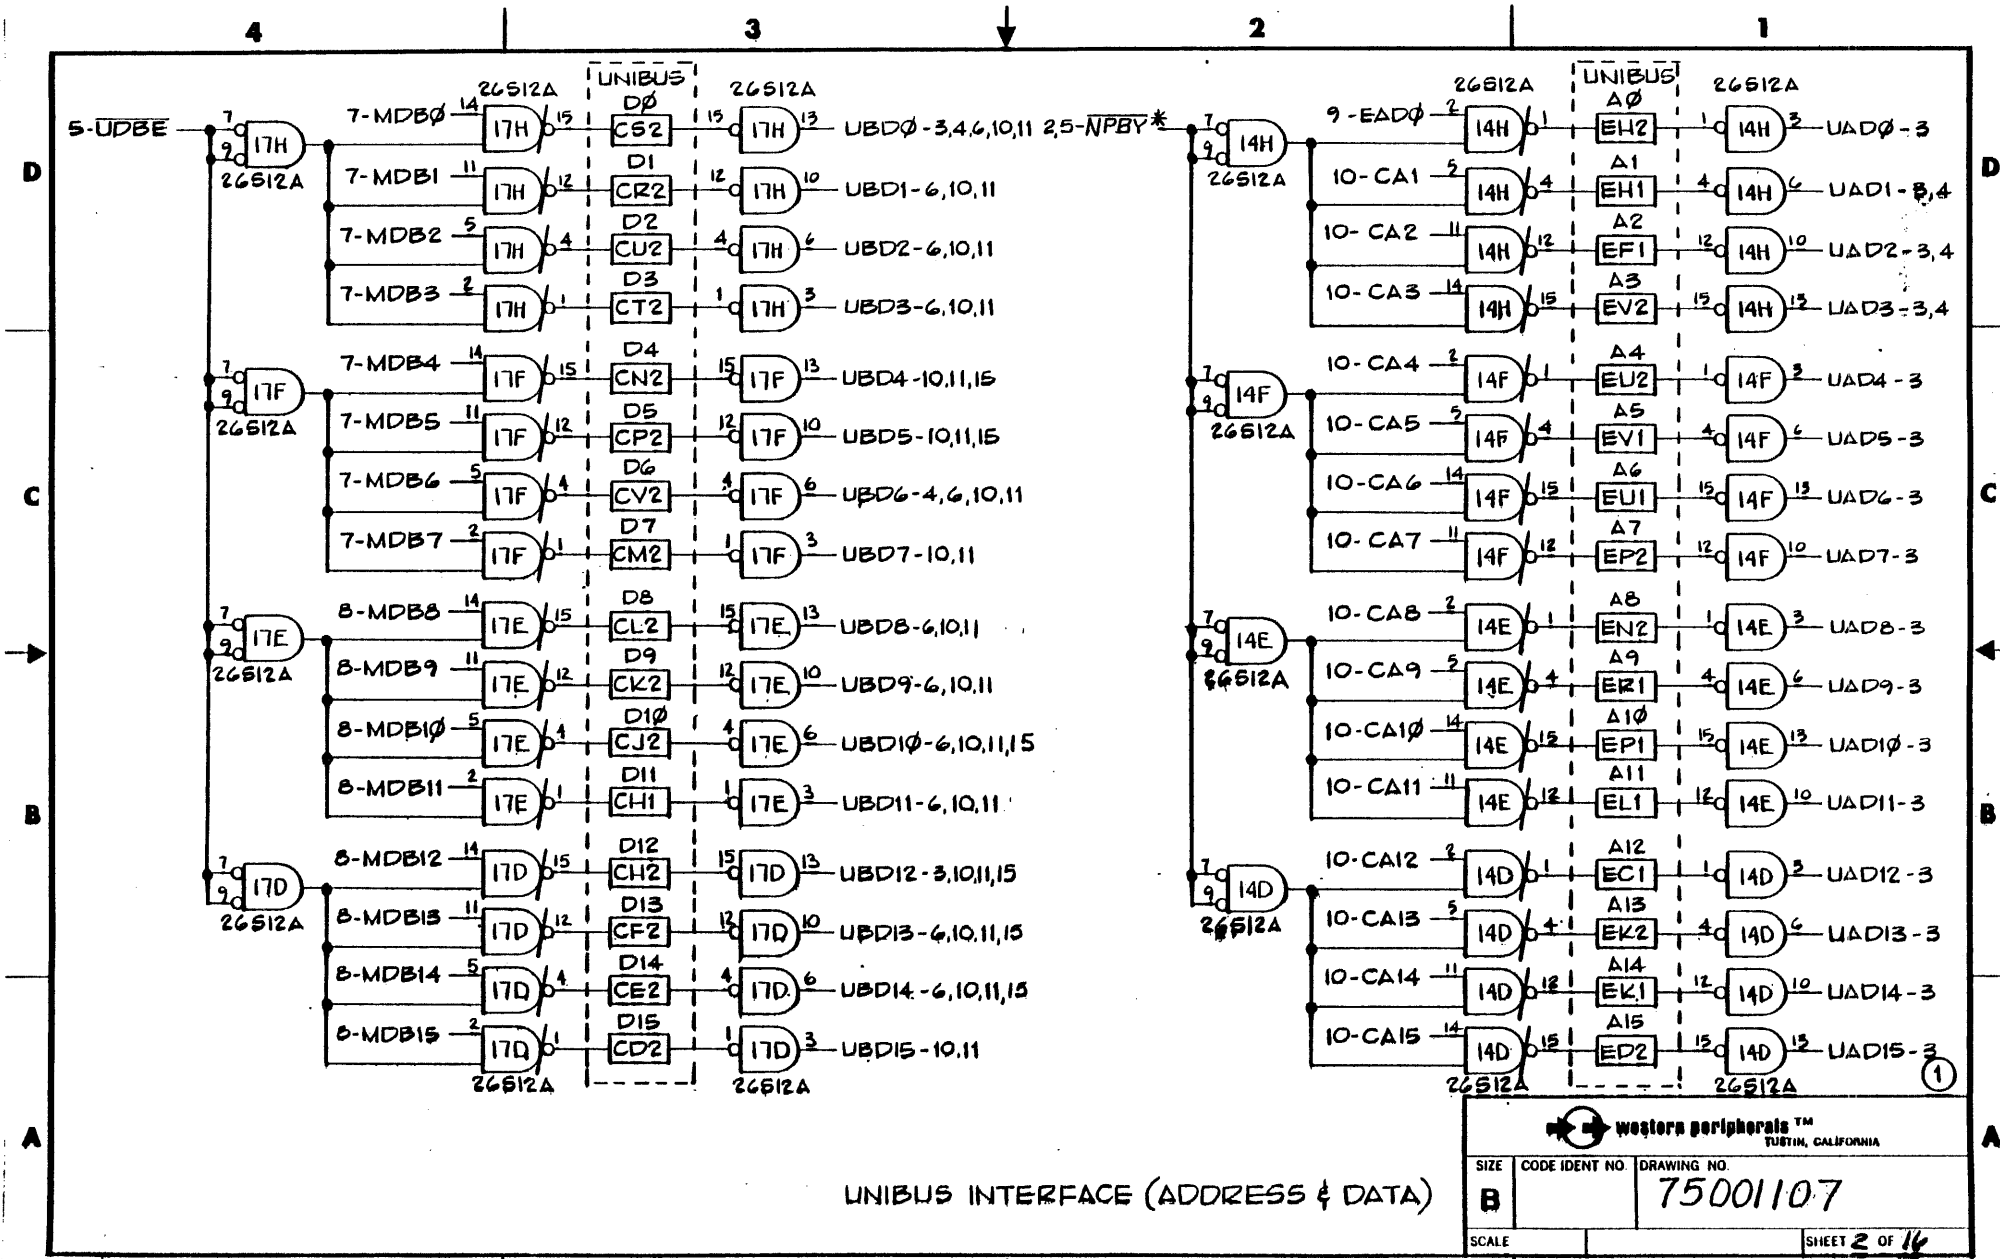 4 3 2 1
D C B A
D C B A
26S12A UNIBUS 26S12A
5-UDBE
7 9 17H 26S12A
7-MDBØ 14 17H 15 DØ CS2 15 17H 13 UBDØ-3,4,6,10,11
7-MDB1 11 17H 12 D1 CR2 12 17H 10 UBD1-6,10,11
7-MDB2 5 17H 4 D2 CU2 4 17H 6 UBD2-6,10,11
7-MDB3 2 17H 1 D3 CT2 1 17H 3 UBD3-6,10,11
7 9 17F 26S12A
7-MDB4 14 17F 15 D4 CN2 15 17F 13 UBD4-10,11,15
7-MDB5 11 17F 12 D5 CP2 12 17F 10 UBD5-10,11,15
7-MDB6 5 17F 4 D6 CV2 4 17F 6 UBD6-4,6,10,11
7-MDB7 2 17F 1 D7 CM2 1 17F 3 UBD7-10,11
7 9 17E 26S12A
8-MDB8 14 17E 15 D8 CL2 15 17E 13 UBD8-6,10,11
8-MDB9 11 17E 12 D9 CK2 12 17E 10 UBD9-6,10,11
8-MDB1Ø 5 17E 4 D1Ø CJ2 4 17E 6 UBD1Ø-6,10,11,15
8-MDB11 2 17E 1 D11 CH1 1 17E 3 UBD11-6,10,11
7 9 17D 26S12A
8-MDB12 14 17D 15 D12 CH2 15 17D 13 UBD12-3,10,11,15
8-MDB13 11 17D 12 D13 CF2 12 17D 10 UBD13-6,10,11,15
8-MDB14 5 17D 4 D14 CE2 4 17D 6 UBD14-6,10,11,15
8-MDB15 2 17D 1 D15 CD2 1 17D 3 UBD15-10,11
26S12A 26S12A
26S12A UNIBUS 26S12A
2,5-NPBY*
7 9 14H 26S12A
9-EADØ 2 14H 1 AØ EH2 1 14H 3 UADØ-3
10-CA1 5 14H 4 A1 EH1 4 14H 6 UAD1-3,4
10-CA2 11 14H 12 A2 EF1 12 14H 10 UAD2-3,4
10-CA3 14 14H 15 A3 EV2 15 14H 13 UAD3-3,4
7 9 14F 26S12A
10-CA4 2 14F 1 A4 EU2 1 14F 3 UAD4-3
10-CA5 5 14F 4 A5 EV1 4 14F 6 UAD5-3
10-CA6 14 14F 15 A6 EU1 15 14F 13 UAD6-3
10-CA7 11 14F 12 A7 EP2 12 14F 10 UAD7-3
7 9 14E 26S12A
10-CA8 2 14E 1 A8 EN2 1 14E 3 UAD8-3
10-CA9 5 14E 4 A9 ER1 4 14E 6 UAD9-3
10-CA1Ø 14 14E 15 A1Ø EP1 15 14E 13 UAD1Ø-3
10-CA11 11 14E 12 A11 EL1 12 14E 10 UAD11-3
7 9 14D 26S12A
10-CA12 2 14D 1 A12 EC1 1 14D 3 UAD12-3
10-CA13 5 14D 4 A13 EK2 4 14D 6 UAD13-3
10-CA14 11 14D 12 A14 EK1 12 14D 10 UAD14-3
10-CA15 14 14D 15 A15 ED2 15 14D 13 UAD15-3
26S12A 26S12A
1
UNIBUS INTERFACE (ADDRESS & DATA)
western peripherals TM
TUSTIN, CALIFORNIA
SIZE CODE IDENT NO. DRAWING NO.
B 75001107
SCALE SHEET 2 OF 16